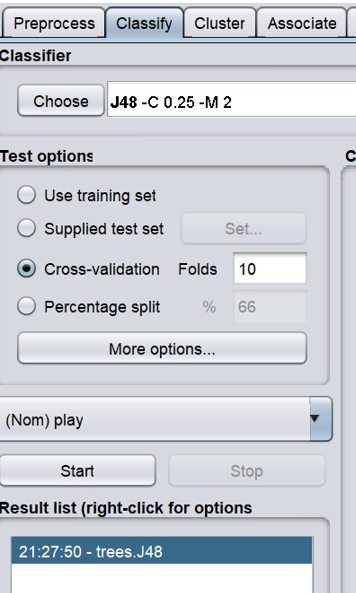 Preprocess Classify Cluster Associate
Classifier
Choose J48 -C 0.25 -M 2
Test options C
Use training set
Supplied test set Set...
Cross-validation Folds 10
Percentage split % 66
More options...
(Nom) play
Start Stop
Result list (right-click for options
21:27:50 - trees.J48